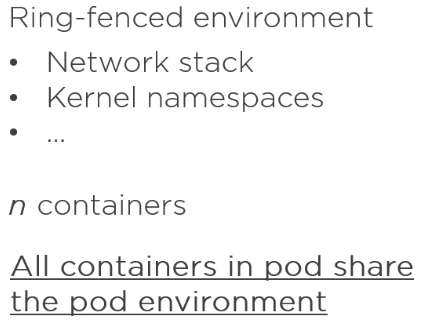 Ring-fenced environment
• Network stack
• Kernel namespaces
• ...
n containers
All containers in pod share
the pod environment